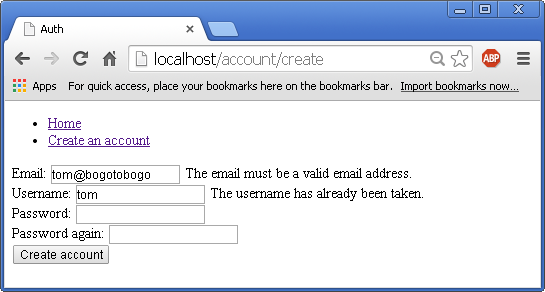 Auth
localhost/account/create
ABP
Apps For quick access, place your bookmarks here on the bookmarks bar. Import bookmarks now...
Home
Create an account
Email: tom@bogotobogo The email must be a valid email address.
Username: tom The username has already been taken.
Password:
Password again:
Create account